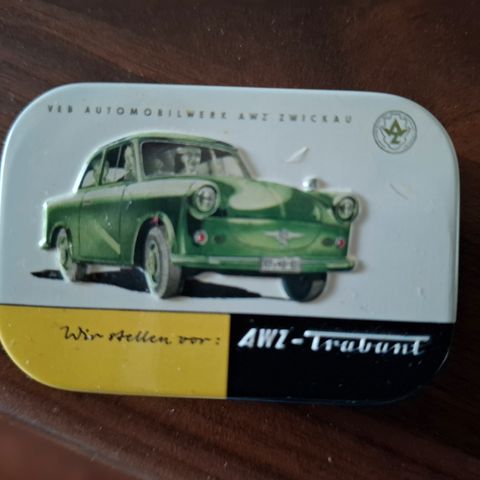 VEB AUTOMOBILWERK AWZ ZWICKAU
Wir stellen vor:
AWZ-Trabant